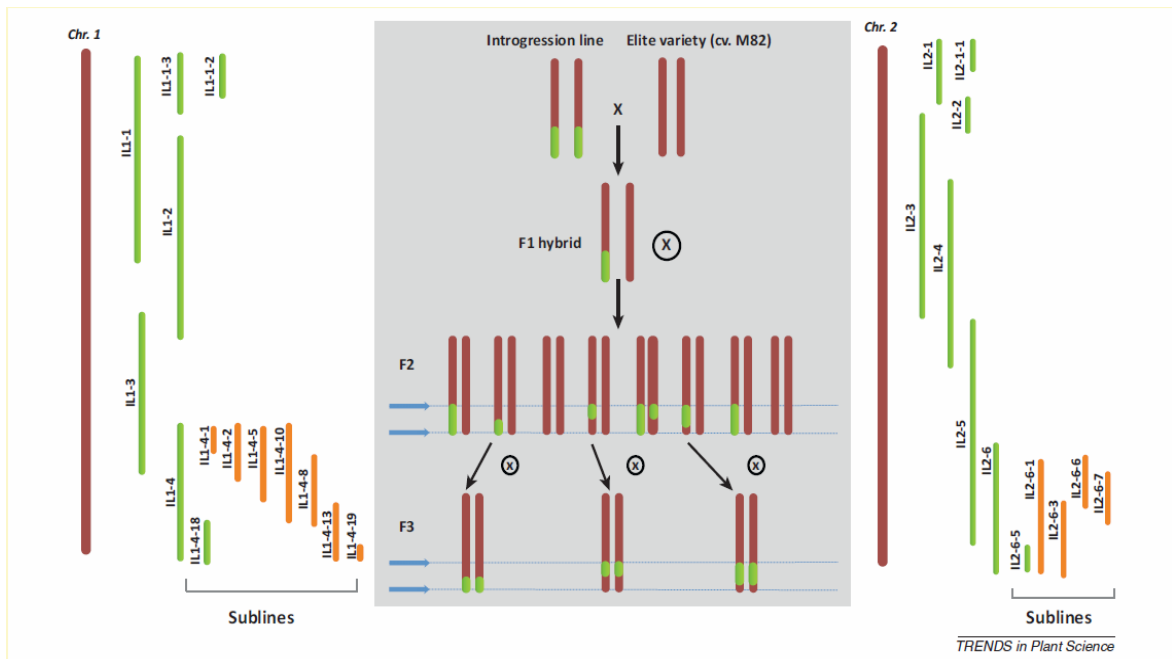 Chr. 1
IL1-1
IL1-1-3
IL1-1-2
IL1-2
IL1-3
IL1-4
IL1-4-18
IL1-4-1
IL1-4-2
IL1-4-5
IL1-4-10
IL1-4-8
IL1-4-13
IL1-4-19
Sublines
Introgression line
Elite variety (cv. M82)
X
F1 hybrid
X
F2
X
X
X
F3
Chr. 2
IL2-1
IL2-1-1
IL2-2
IL2-3
IL2-4
IL2-5
IL2-6
IL2-6-5
IL2-6-1
IL2-6-3
IL2-6-6
IL2-6-7
Sublines
TRENDS in Plant Science